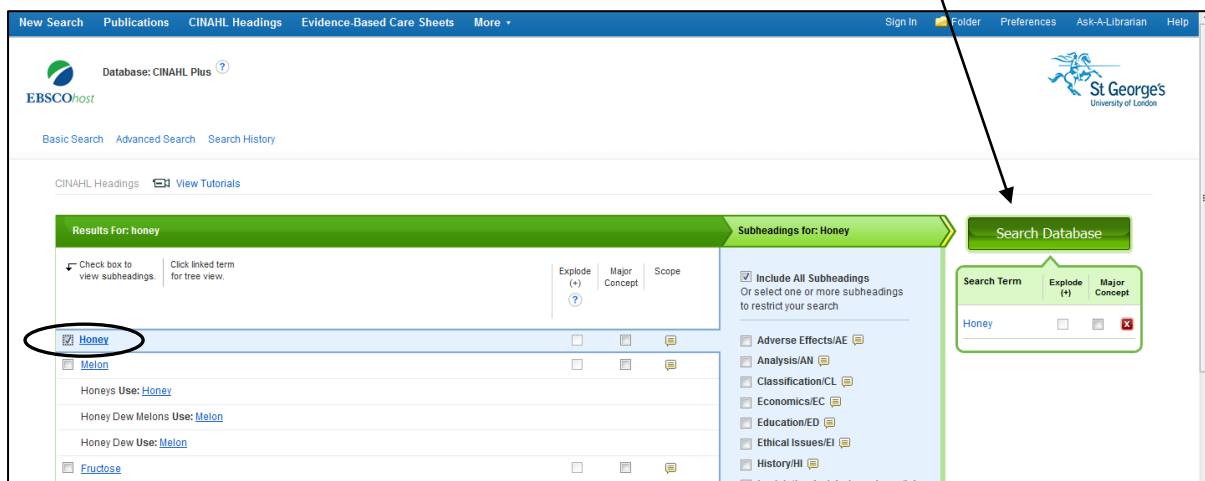 New Search Publications CINAHL Headings Evidence-Based Care Sheets More Sign In Folder Preferences Ask-A-Librarian Help
Database: CINAHL Plus ?
EBSCOhost
St George's
University of London
Basic Search Advanced Search Search History
CINAHL Headings View Tutorials
Results For: honey
Subheadings for: Honey
Search Database
Check box to
view subheadings.
Click linked term
for tree view.
Explode
(+)
?
Major
Concept
Scope
Include All Subheadings
Or select one or more subheadings
to restrict your search
Search Term
Explode
(+)
Major
Concept
Honey
Honey
Melon
Honeys Use: Honey
Honey Dew Melons Use: Melon
Honey Dew Use: Melon
Fructose
Adverse Effects/AE
Analysis/AN
Classification/CL
Economics/EC
Education/ED
Ethical Issues/EI
History/HI